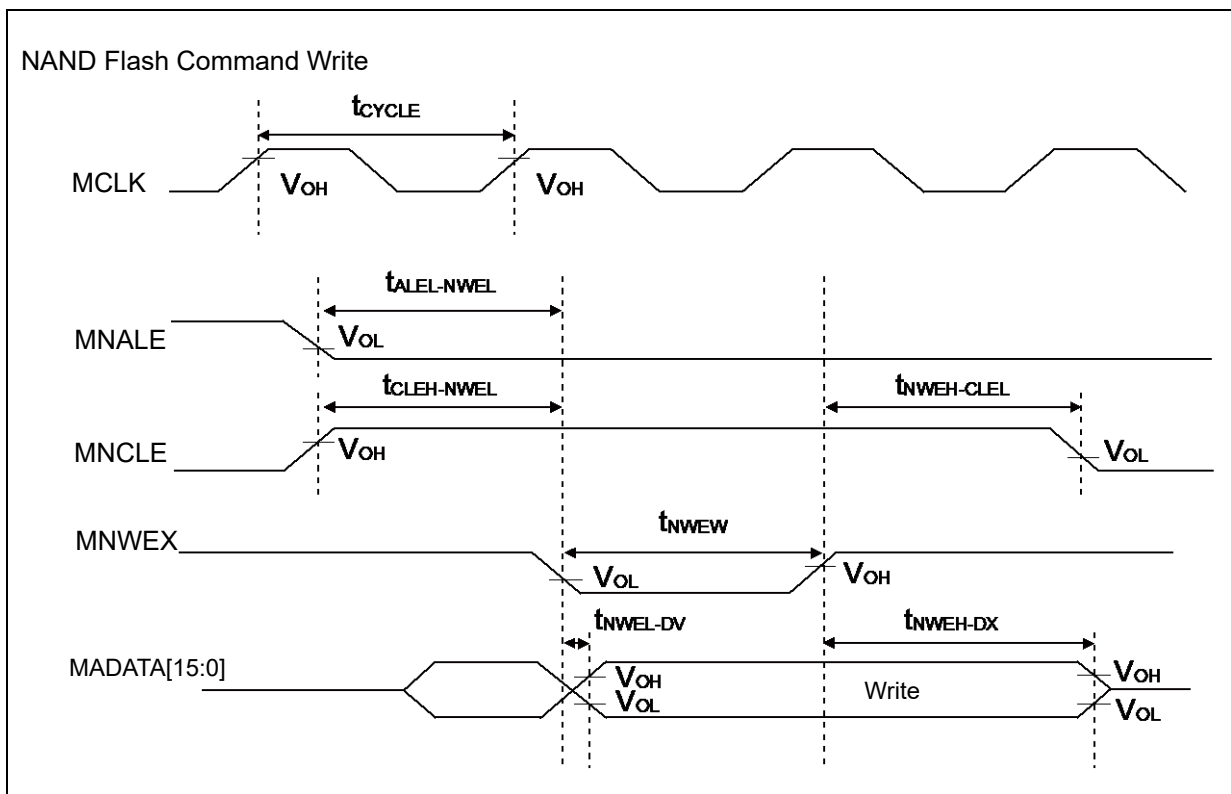 NAND Flash Command Write
tCYCLE
MCLK
VOH
VOH
tALEL-NWEL
MNALE
VOL
tCLEH-NWEL
tNWEH-CLEL
MNCLE
VOH
VOL
tNWEW
MNWEX
VOL
VOH
tNWEL-DV
tNWEH-DX
MADATA[15:0]
VOH
VOL
Write
VOH
VOL